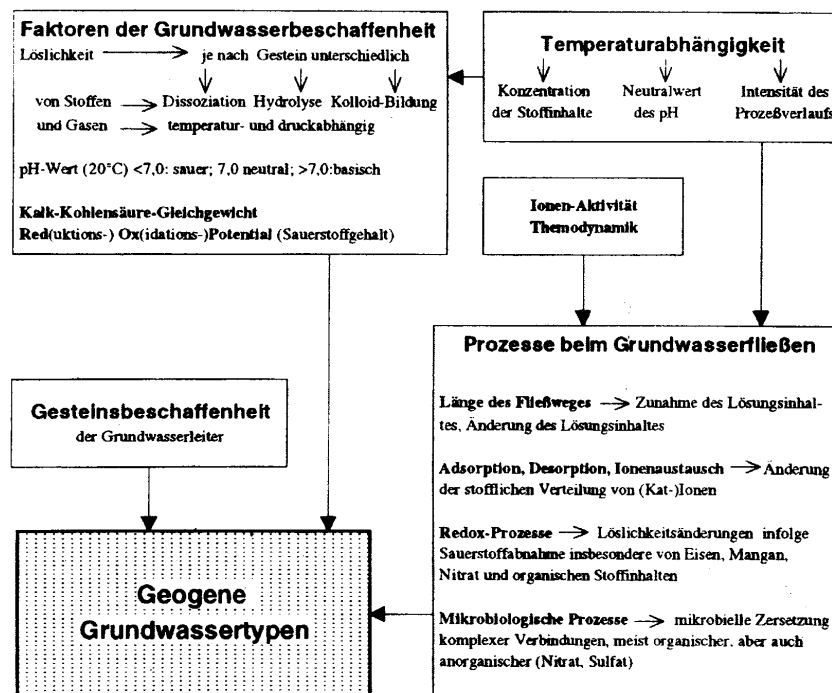 Faktoren der Grundwasserbeschaffenheit
Löslichkeit → je nach Gestein unterschiedlich
von Stoffen → Dissoziation Hydrolyse Kolloid-Bildung
und Gasen → temperatur- und druckabhängig
pH-Wert (20°C) <7,0: sauer; 7,0 neutral; >7,0:basisch
Kalk-Kohlensäure-Gleichgewicht
Red(uktions-) Ox(idations-)Potential (Sauerstoffgehalt)
Temperaturabhängigkeit
Konzentration
der Stoffinhalte
Neutralwert
des pH
Intensität des
Prozeßverlaufs
Ionen-Aktivität
Themodynamik
Gesteinsbeschaffenheit
der Grundwasserleiter
Prozesse beim Grundwasserfließen
Länge des Fließweges → Zunahme des Lösungsinhal-
tes, Änderung des Lösungsinhaltes
Adsorption, Desorption, Ionenaustausch → Änderung
der stofflichen Verteilung von (Kat-)Ionen
Redox-Prozesse → Löslichkeitsänderungen infolge
Sauerstoffabnahme insbesondere von Eisen, Mangan,
Nitrat und organischen Stoffinhalten
Mikrobiologische Prozesse → mikrobielle Zersetzung
komplexer Verbindungen, meist organischer, aber auch
anorganischer (Nitrat, Sulfat)
Geogene
Grundwassertypen